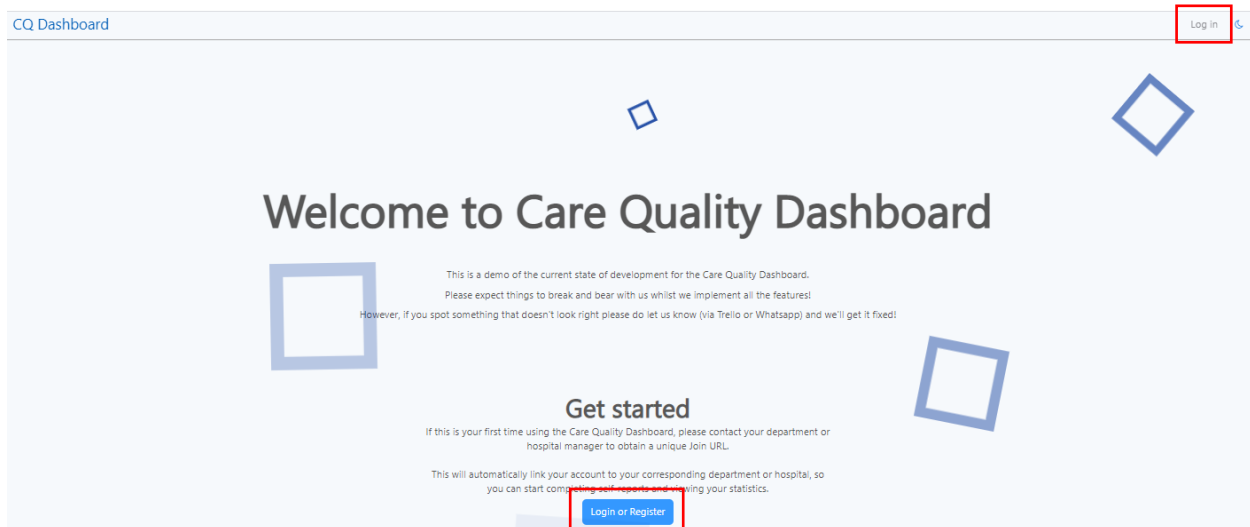 CQ Dashboard
Log in
Welcome to Care Quality Dashboard
This is a demo of the current state of development for the Care Quality Dashboard.
Please expect things to break and bear with us whilst we implement all the features!
However, if you spot something that doesn't look right please do let us know (via Trello or Whatsapp) and we'll get it fixed!
Get started
If this is your first time using the Care Quality Dashboard, please contact your department or
hospital manager to obtain a unique Join URL.
This will automatically link your account to your corresponding department or hospital, so
you can start completing self-reports and viewing your statistics.
Login or Register